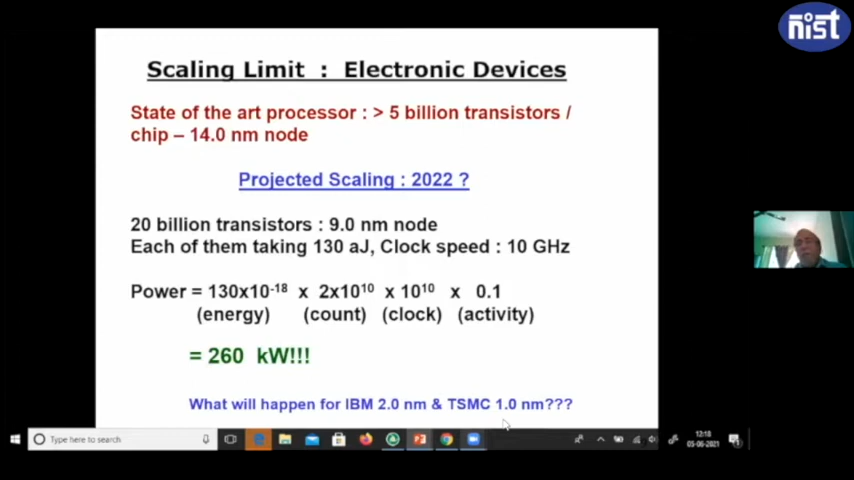 nist
Scaling Limit : Electronic Devices
State of the art processor : > 5 billion transistors /
chip – 14.0 nm node
Projected Scaling : 2022 ?
20 billion transistors : 9.0 nm node
Each of them taking 130 aJ, Clock speed : 10 GHz
Power = 130x10⁻¹⁸ x 2x10¹⁰ x 10¹⁰ x 0.1
(energy) (count) (clock) (activity)
= 260 kW!!!
What will happen for IBM 2.0 nm & TSMC 1.0 nm???
Type here to search
12:18
05-06-2021